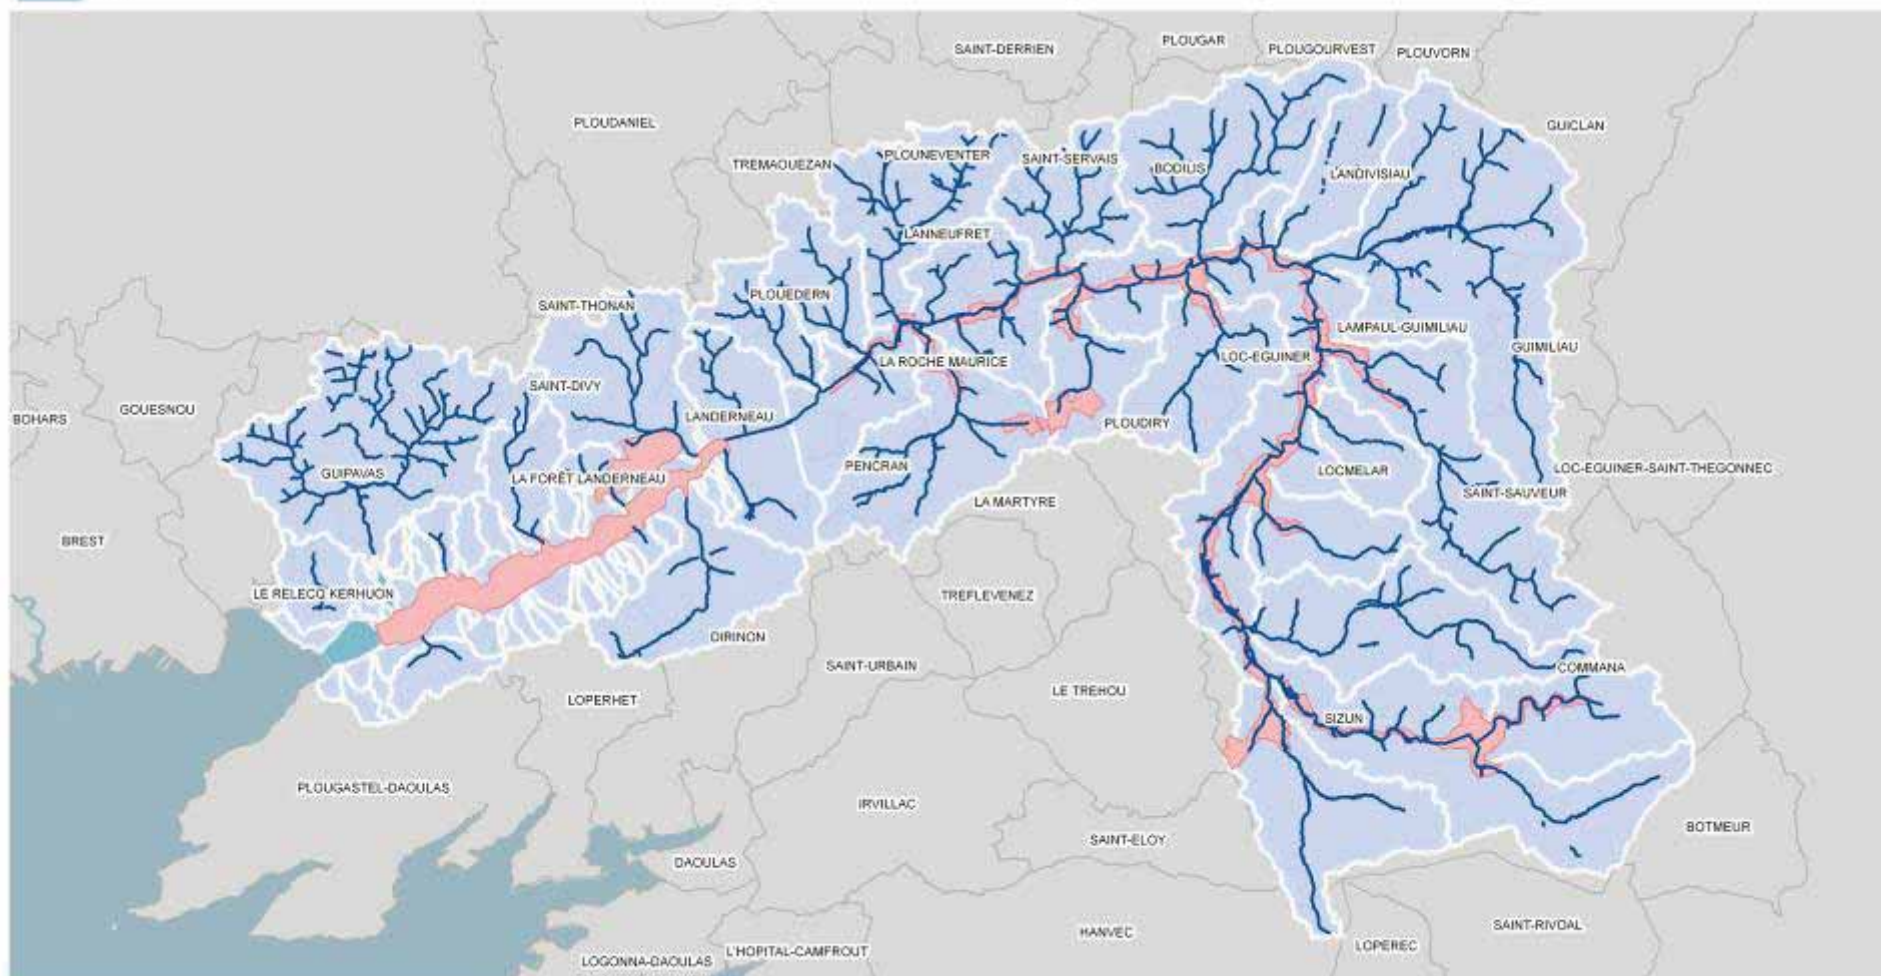 PLOUGAR
SAINT-DERRIEN
PLOUGOURVEST
PLOUVORN
PLOUDANIEL
GUICLAN
TREMAOUEZAN
PLOUNEVENTER
SAINT-SERVAIS
BODILIS
LANDIVISIAU
LANNEUFRET
PLOUEDERN
SAINT-THONAN
LAMPAUL-GUIMILIAU
GUIMILIAU
LA ROCHE MAURICE
LOC-EGUINER
SAINT-DIVY
GOUESNOU
BOHARS
LANDERNEAU
PLOUDIRY
GUIPAVAS
LA FORÊT LANDERNEAU
PENCRAN
LOCMELAR
LOC-EGUINER-SAINT-THEGONNEC
SAINT-SAUVEUR
LA MARTYRE
BREST
LE RELECQ KERHUON
TREFLEVENEZ
DIRINON
SAINT-URBAIN
COMMANA
LE TREHOU
LOPERHET
SIZUN
PLOUGASTEL-DAOULAS
IRVILLAC
BOTMEUR
SAINT-ELOY
DAOULAS
SAINT-RIVOAL
HANVEC
LOPEREC
L'HOPITAL-CAMFROUT
LOGONNA-DAOULAS